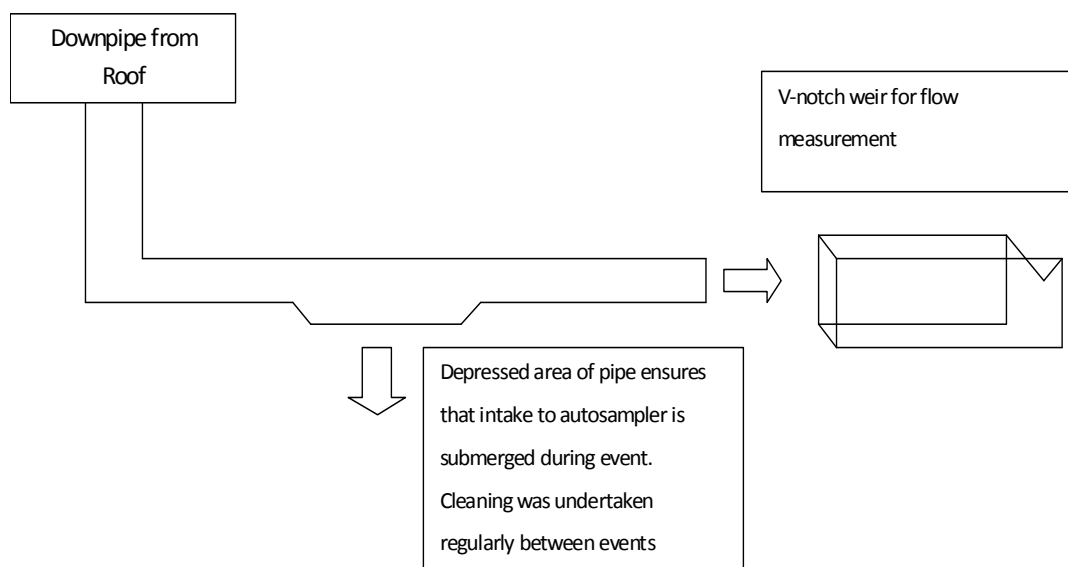 Downpipe from
Roof
V-notch weir for flow
measurement
Depressed area of pipe ensures
that intake to autosampler is
submerged during event.
Cleaning was undertaken
regularly between events